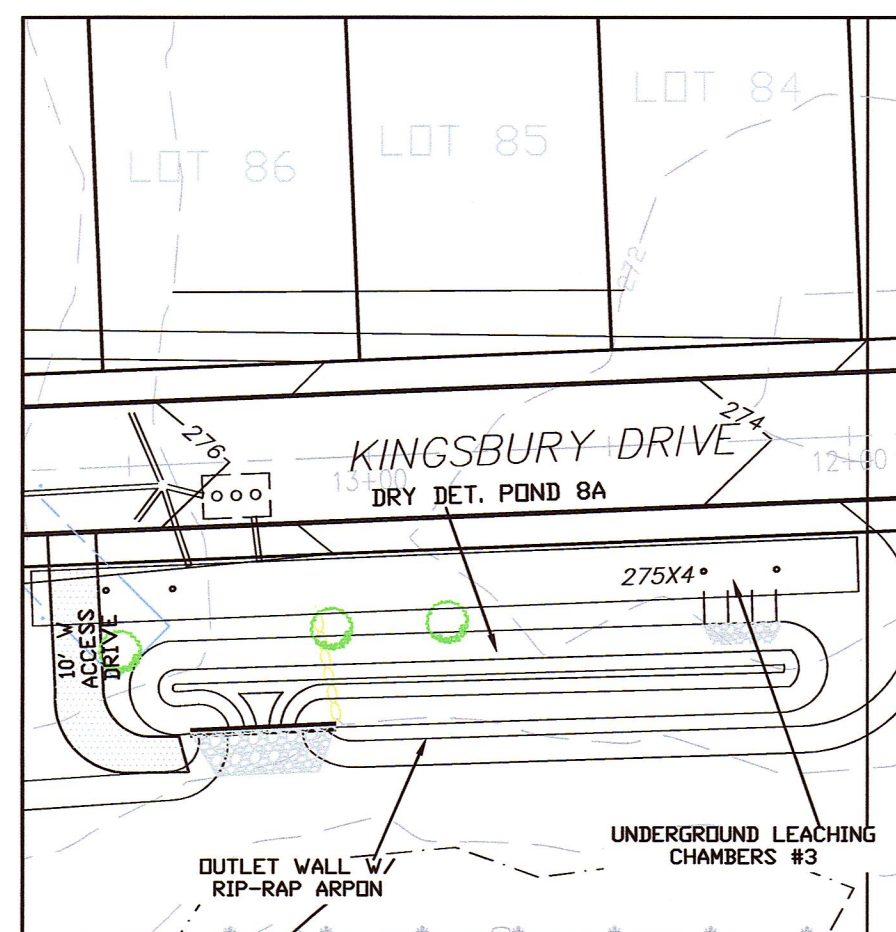 LOT 84
LOT 85
LOT 86
272
276
274
KINGSBURY DRIVE
13+00
12+00
DRY DET. POND 8A
275X4
10' W
ACCESS
DRIVE
UNDERGROUND LEACHING
CHAMBERS #3
OUTLET WALL W/
RIP-RAP ARPON